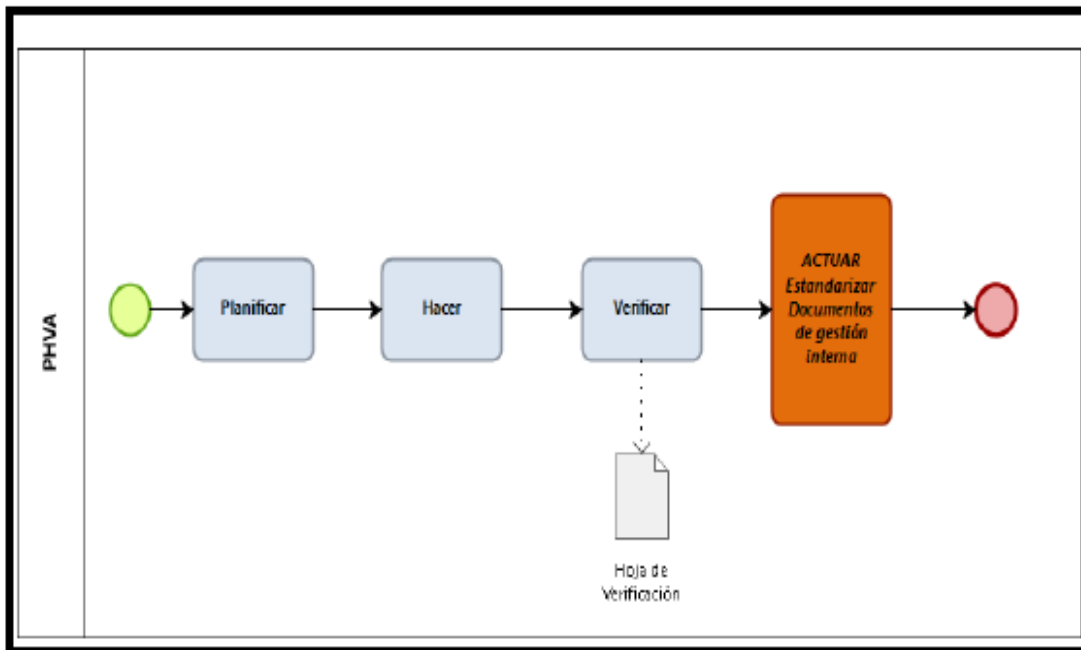 PHVA
Planificar
Hacer
Verificar
ACTUAR
Estandarizar
Documentos
de gestión
interna
Hoja de
Verificación